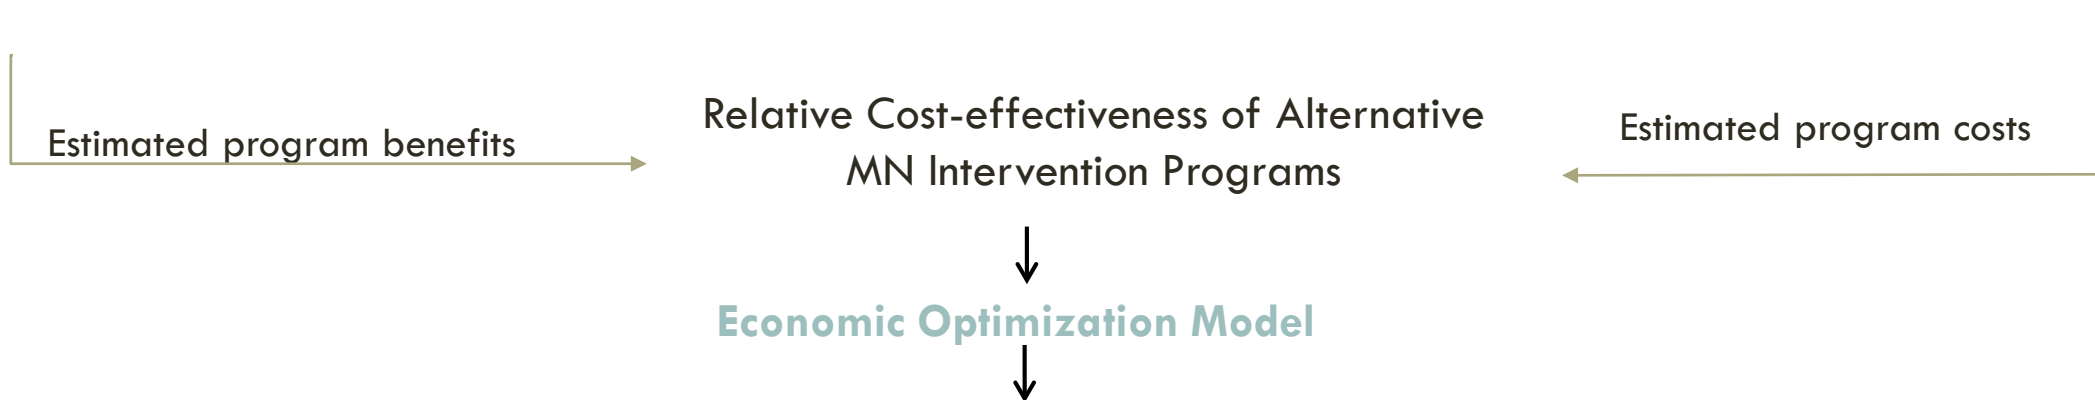 Estimated program benefits
Relative Cost-effectiveness of Alternative
MN Intervention Programs
Estimated program costs
Economic Optimization Model